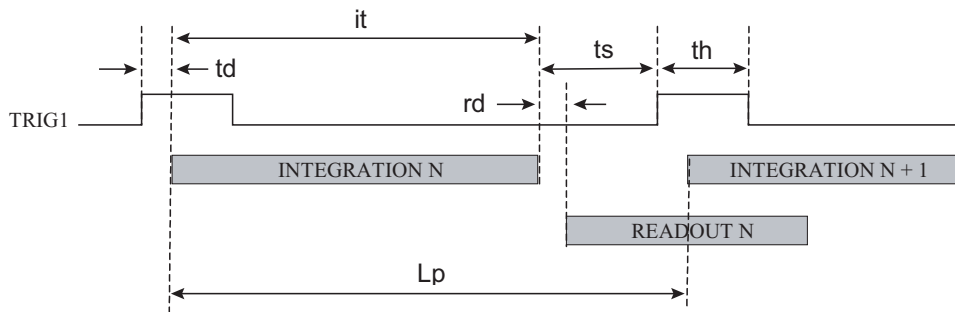 it
td
ts
th
rd
TRIG1
INTEGRATION N
INTEGRATION N + 1
READOUT N
Lp